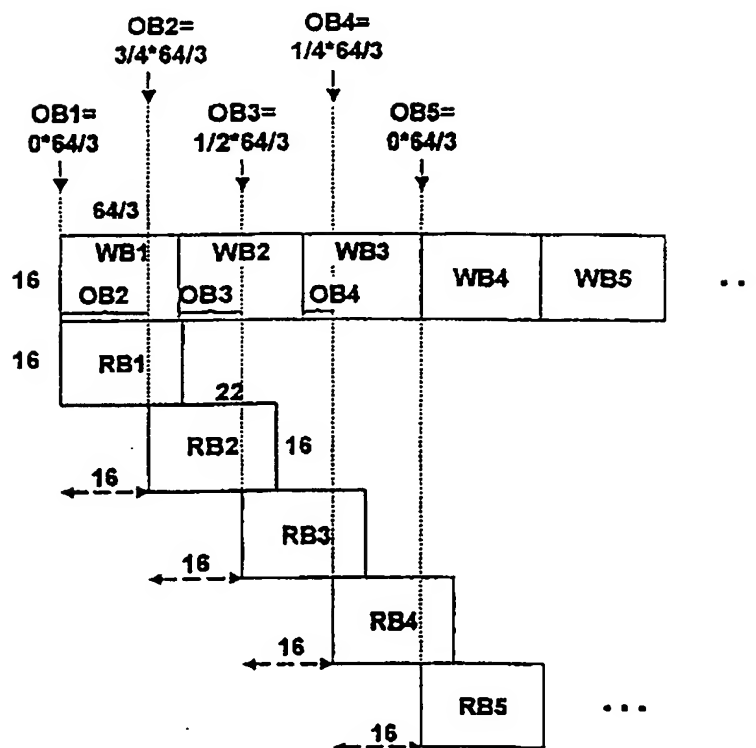 OB2=
3/4*64/3
OB4=
1/4*64/3
OB1=
0*64/3
OB3=
1/2*64/3
OB5=
0*64/3
64/3
WB1
WB2
WB3
WB4
WB5
16
OB2
OB3
OB4
. .
16
RB1
22
RB2
16
16
RB3
16
RB4
16
RB5
. . .
16